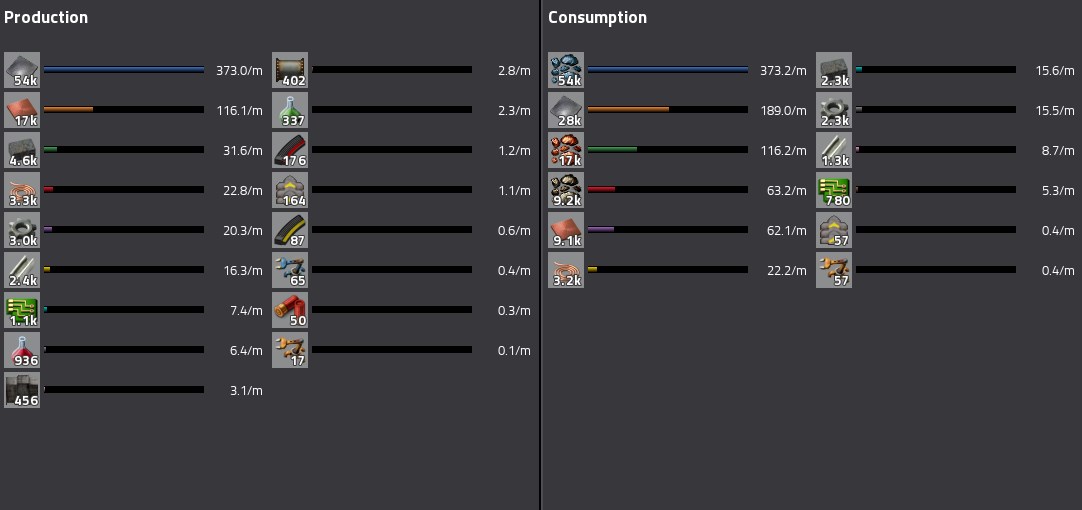 Production
54k 373.0/m
17k 116.1/m
4.6k 31.6/m
3.3k 22.8/m
3.0k 20.3/m
2.4k 16.3/m
1.1k 7.4/m
936 6.4/m
456 3.1/m
402 2.8/m
337 2.3/m
176 1.2/m
164 1.1/m
87 0.6/m
65 0.4/m
50 0.3/m
17 0.1/m
Consumption
54k 373.2/m
28k 189.0/m
17k 116.2/m
9.2k 63.2/m
9.1k 62.1/m
3.2k 22.2/m
2.3k 15.6/m
2.3k 15.5/m
1.3k 8.7/m
780 5.3/m
57 0.4/m
57 0.4/m